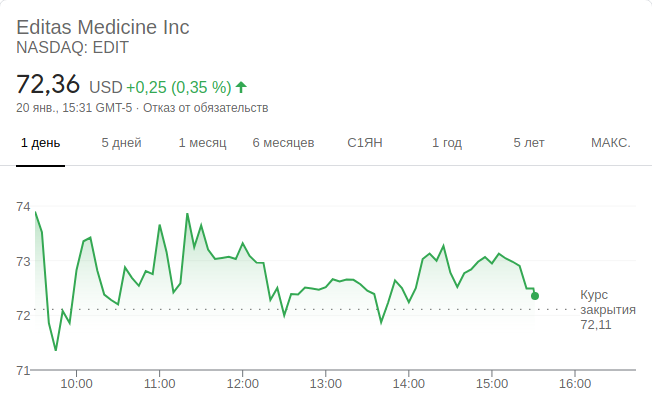 Editas Medicine Inc
NASDAQ: EDIT
72,36 USD +0,25 (0,35 %)
20 янв., 15:31 GMT-5 · Отказ от обязательств
1 день 5 дней 1 месяц 6 месяцев С1ЯН 1 год 5 лет МАКС.
74
73
72
71
Курс
закрытия
72,11
10:00 11:00 12:00 13:00 14:00 15:00 16:00